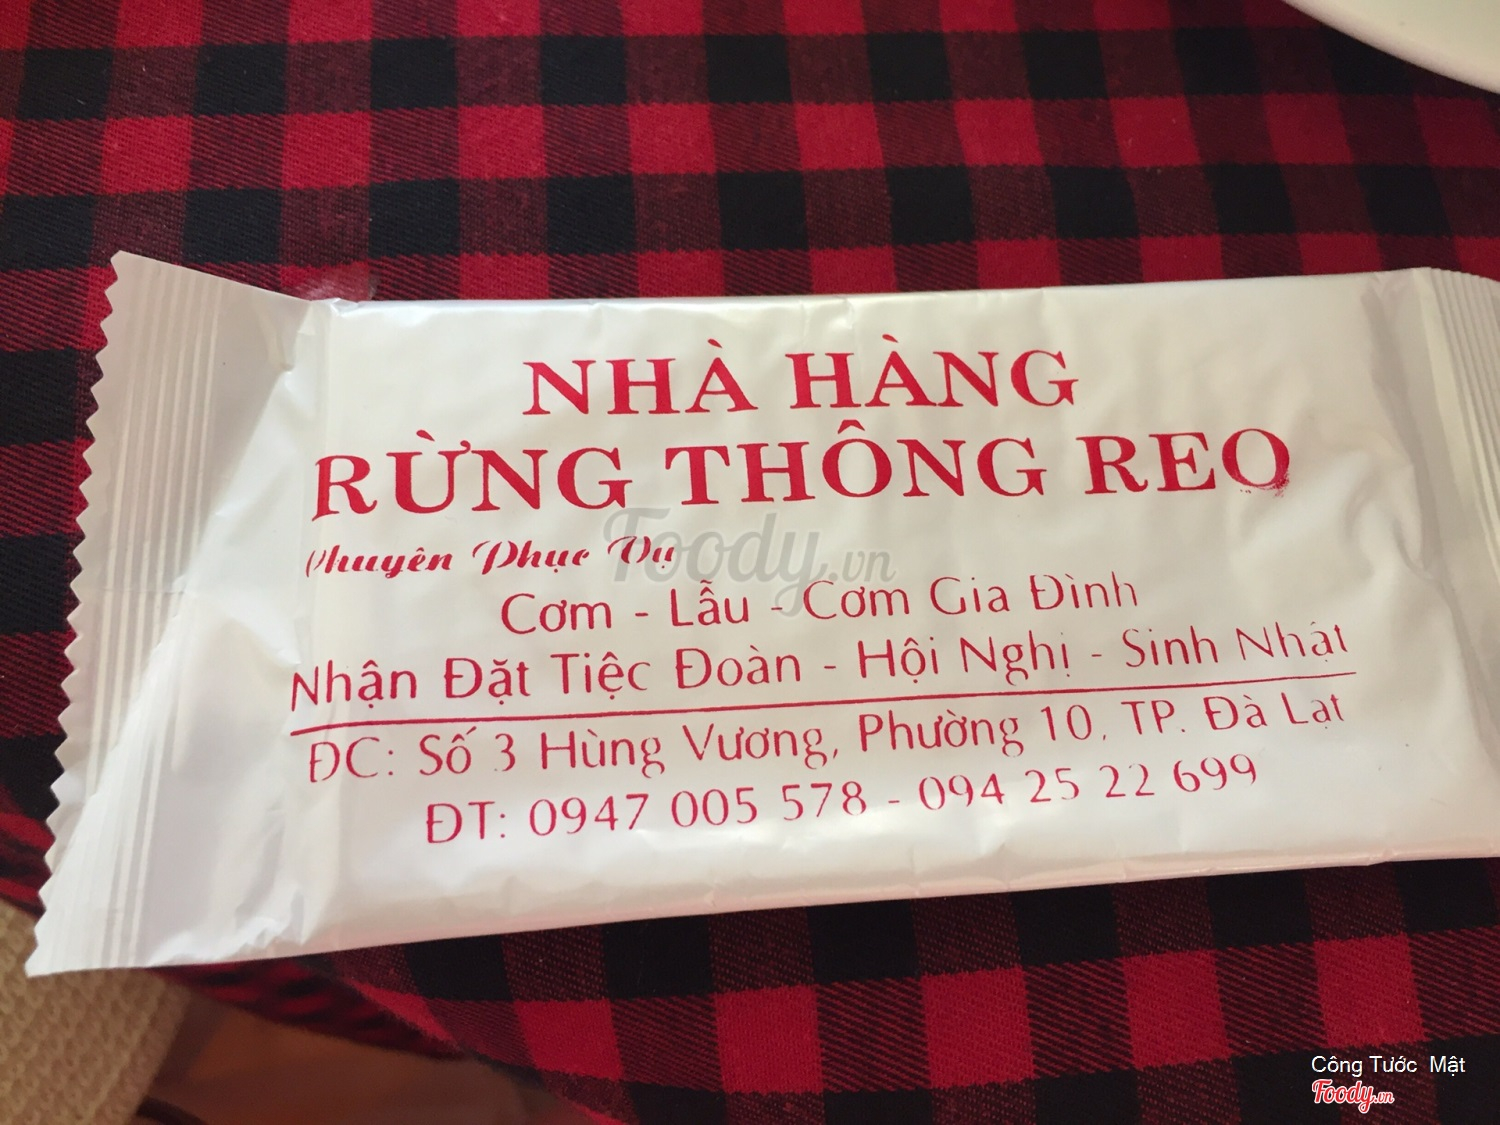 NHÀ HÀNG
RỪNG THÔNG REO
Chuyên Phục Vụ
Foody.vn
Cơm - Lẩu - Cơm Gia Đình
Nhận Đặt Tiệc Đoàn - Hội Nghị - Sinh Nhật
ĐC: Số 3 Hùng Vương, Phường 10, TP. Đà Lạt
ĐT: 0947 005 578 - 094 25 22 699
Công Tước Mật
Foody.vn